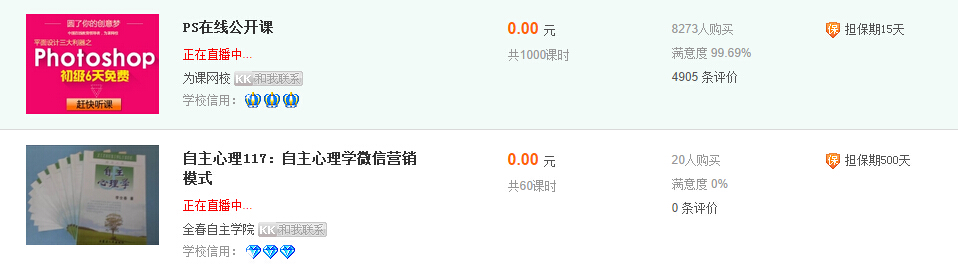 圆了你的创意梦
平面设计三大利器之
Photoshop
初级6天免费
赶快听课
PS在线公开课
正在直播中...
为课网校 KK和我联系
学校信用：
0.00 元
共1000课时
8273人购买
满意度 99.69%
4905 条评价
保 担保期15天
自主心理学
自主心理117：自主心理学微信营销
模式
正在直播中...
全春自主学院 KK和我联系
学校信用：
0.00 元
共60课时
20人购买
满意度 0%
0 条评价
保 担保期500天